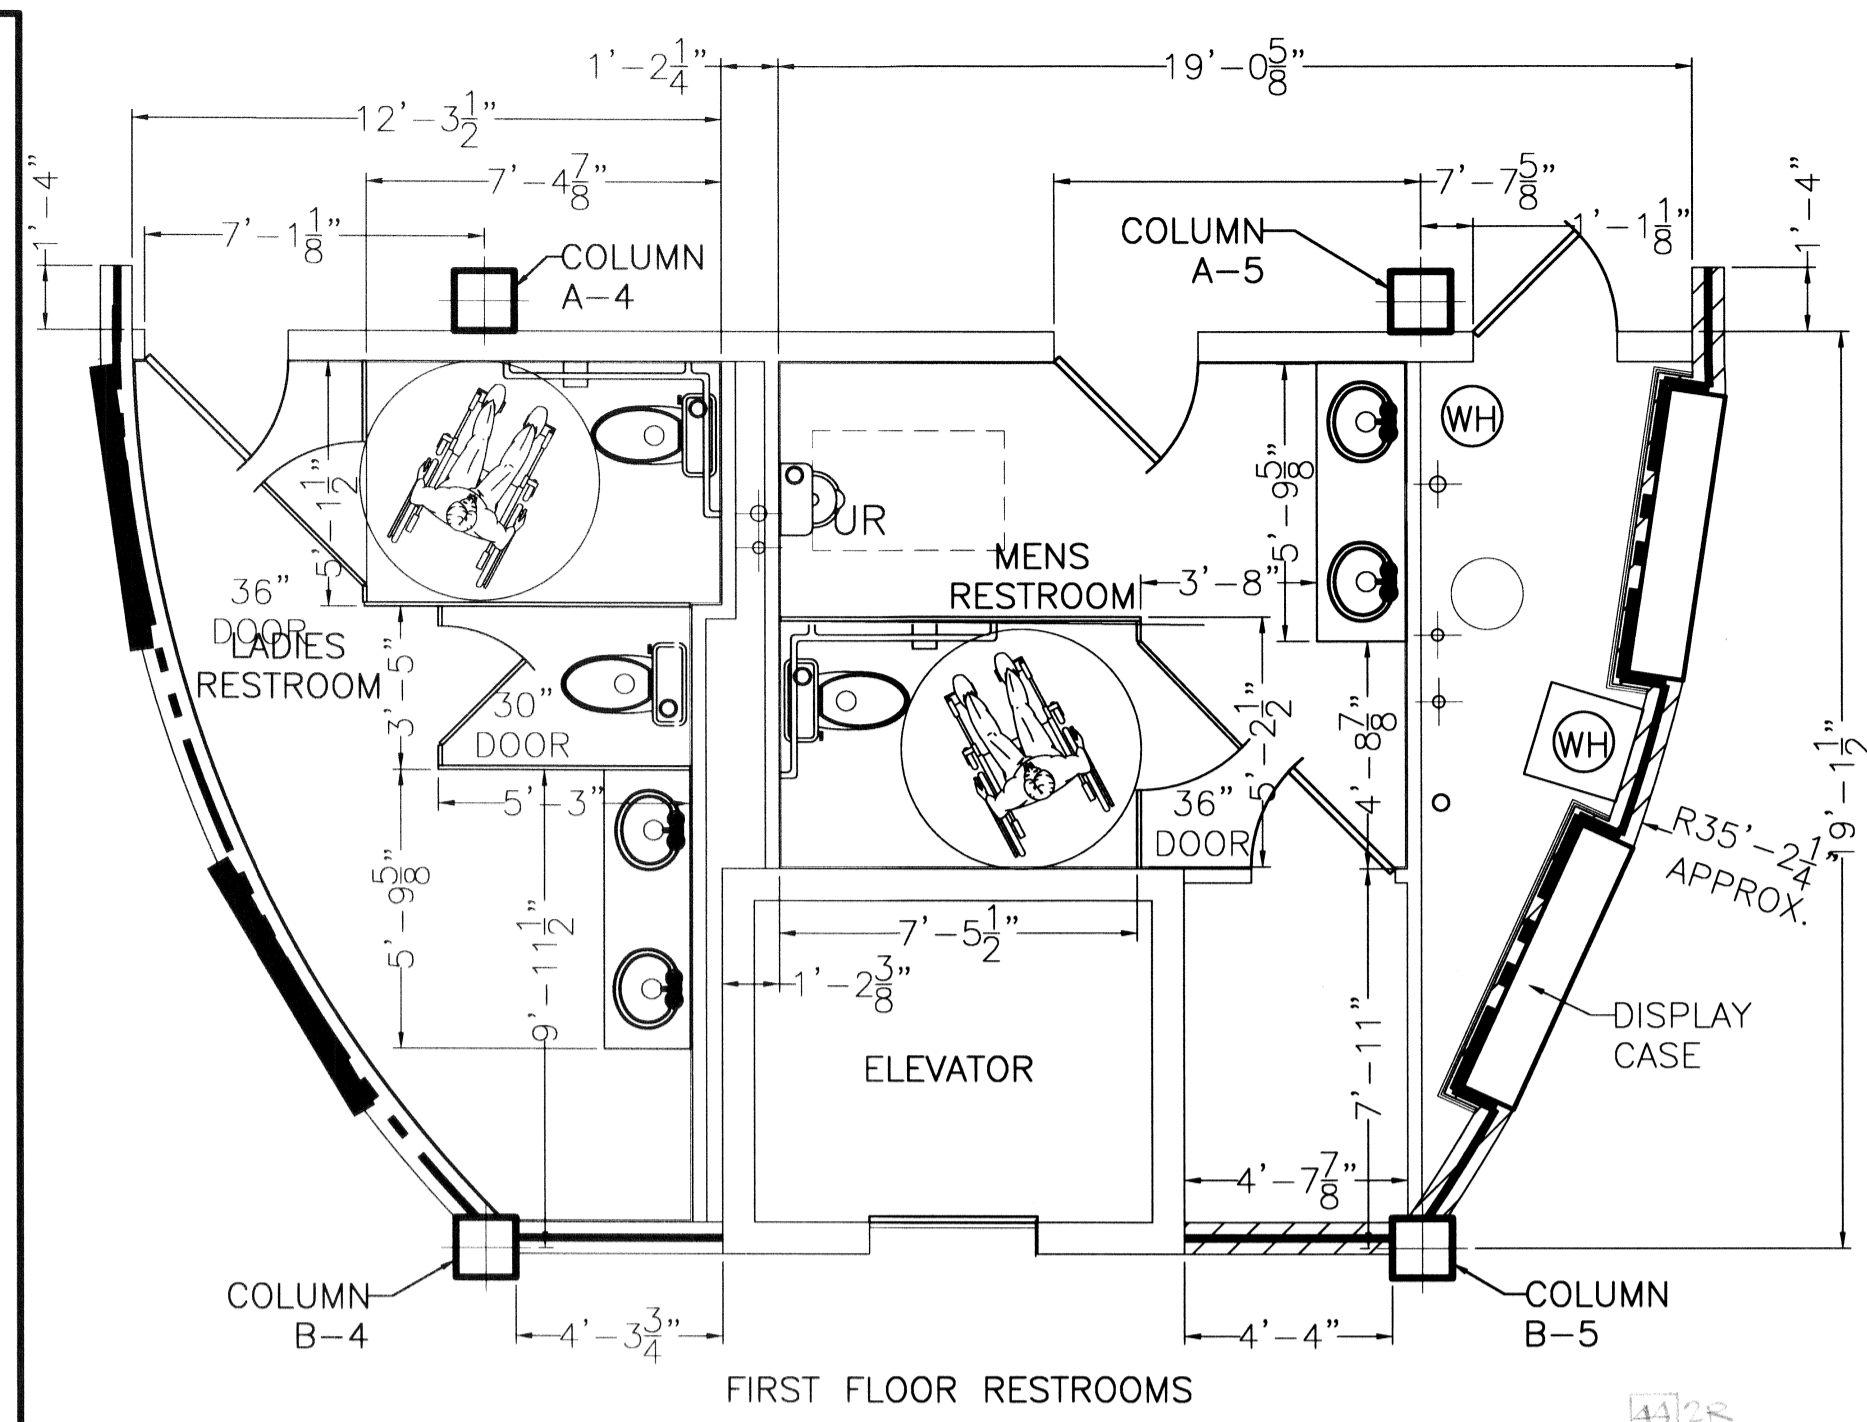 1'-2 1/4"
19'-0 5/8"
12'-3 1/2"
7'-4 7/8"
7'-7 5/8"
1'-4"
7'-1 1/8"
1'-1 1/8"
1'-4"
COLUMN
A-4
COLUMN
A-5
WH
5'-1 1/2"
5'-9 5/8"
UR
MENS
RESTROOM
3'-8"
36"
DOOR
LADIES
RESTROOM
3'-5"
30"
DOOR
5'-2 1/2"
4'-8 7/8"
WH
19'-1 1/2"
5'-3"
36"
DOOR
R35'-2 1/4"
APPROX.
5'-9 5/8"
9'-11 1/2"
7'-5 1/2"
1'-2 3/8"
DISPLAY
CASE
ELEVATOR
7'-11"
4'-7 7/8"
COLUMN
B-4
4'-3 3/4"
4'-4"
COLUMN
B-5
FIRST FLOOR RESTROOMS